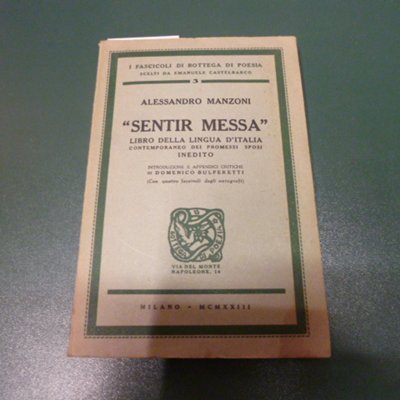 I FASCICOLI DI BOTTEGA DI POESIA
SCELTI DA EMANUELE CASTELBARCO
3
ALESSANDRO MANZONI
"SENTIR MESSA"
LIBRO DELLA LINGUA D'ITALIA
CONTEMPORANEO DEI PROMESSI SPOSI
INEDITO
INTRODUZIONE E APPENDICI CRITICHE
DI DOMENICO BULFERETTI
(Con quattro facsimili degli autografi)
VIA DEL MONTE
NAPOLEONE, 14
MILANO - MCMXXIII